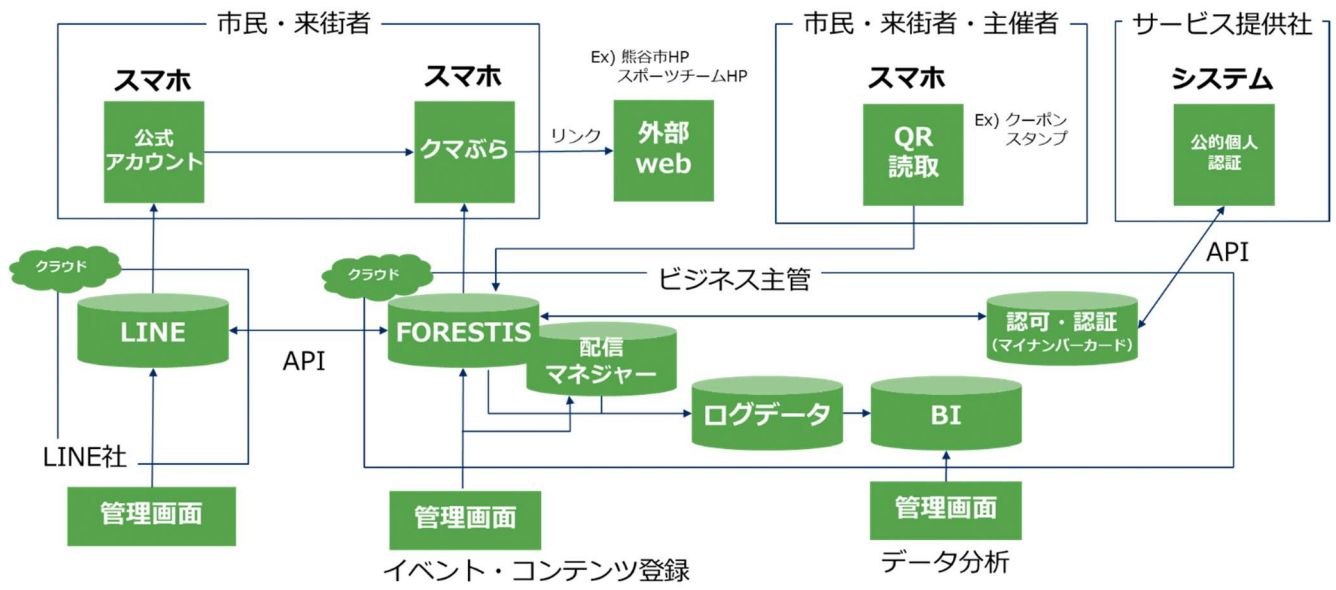 市民・来街者
スマホ
公式
アカウント
スマホ
クマぶら
リンク
Ex) 熊谷市HP
スポーツチームHP
外部
web
市民・来街者・主催者
スマホ
QR
読取
Ex) クーポン
スタンプ
サービス提供社
システム
公的個人
認証
API
クラウド
LINE
LINE社
管理画面
API
クラウド
ビジネス主管
FORESTIS
配信
マネジャー
認可・認証
（マイナンバーカード）
ログデータ
BI
管理画面
イベント・コンテンツ登録
管理画面
データ分析